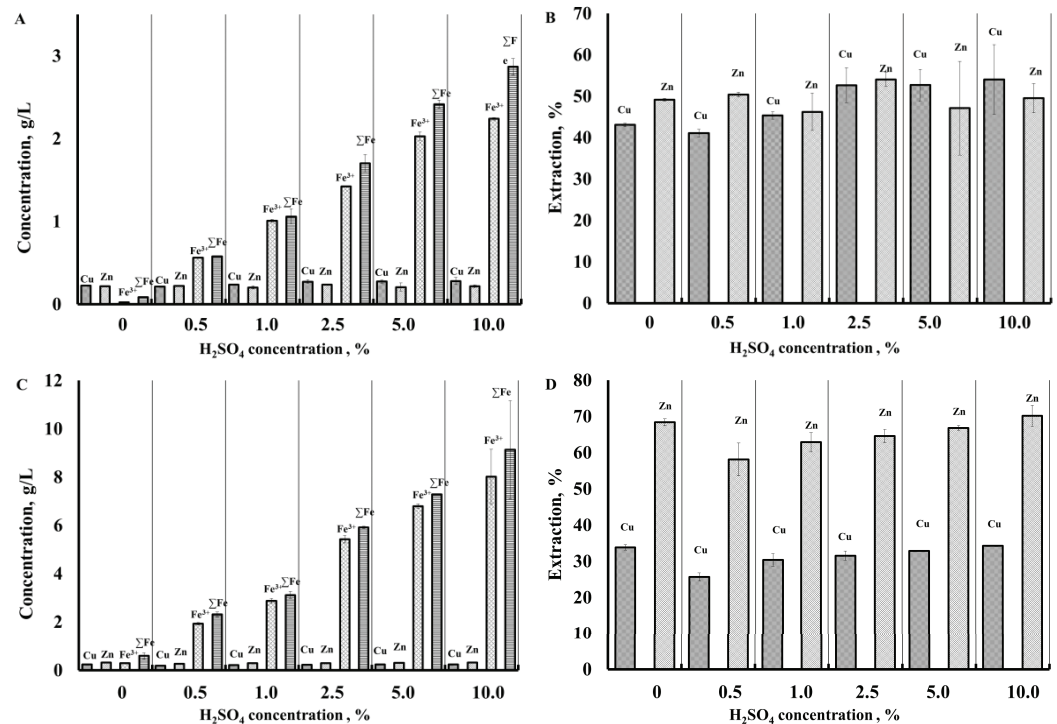 A
Concentration, g/L
3
2
1
0
Cu Zn Fe³⁺ ∑Fe
Cu Zn Fe³⁺ ∑Fe
Cu Zn Fe³⁺ ∑Fe
Cu Zn Fe³⁺ ∑Fe
Cu Zn Fe³⁺ ∑Fe
Cu Zn Fe³⁺ ∑F
e
0 0.5 1.0 2.5 5.0 10.0
H₂SO₄ concentration , %
B
Extraction, %
70
60
50
40
30
20
10
0
Cu Zn
Cu Zn
Cu Zn
Cu Zn
Cu Zn
Cu Zn
0 0.5 1.0 2.5 5.0 10.0
H₂SO₄ concentration , %
C
Concentration, g/L
12
10
8
6
4
2
0
Cu Zn Fe³⁺ ∑Fe
Cu Zn Fe³⁺ ∑Fe
Cu Zn Fe³⁺ ∑Fe
Cu Zn Fe³⁺ ∑Fe
Cu Zn Fe³⁺ ∑Fe
Cu Zn Fe³⁺ ∑Fe
0 0.5 1.0 2.5 5.0 10.0
H₂SO₄ concentration , %
D
Extraction, %
80
70
60
50
40
30
20
10
0
Cu Zn
Cu Zn
Cu Zn
Cu Zn
Cu Zn
Cu Zn
0 0.5 1.0 2.5 5.0 10.0
H₂SO₄ concentration , %